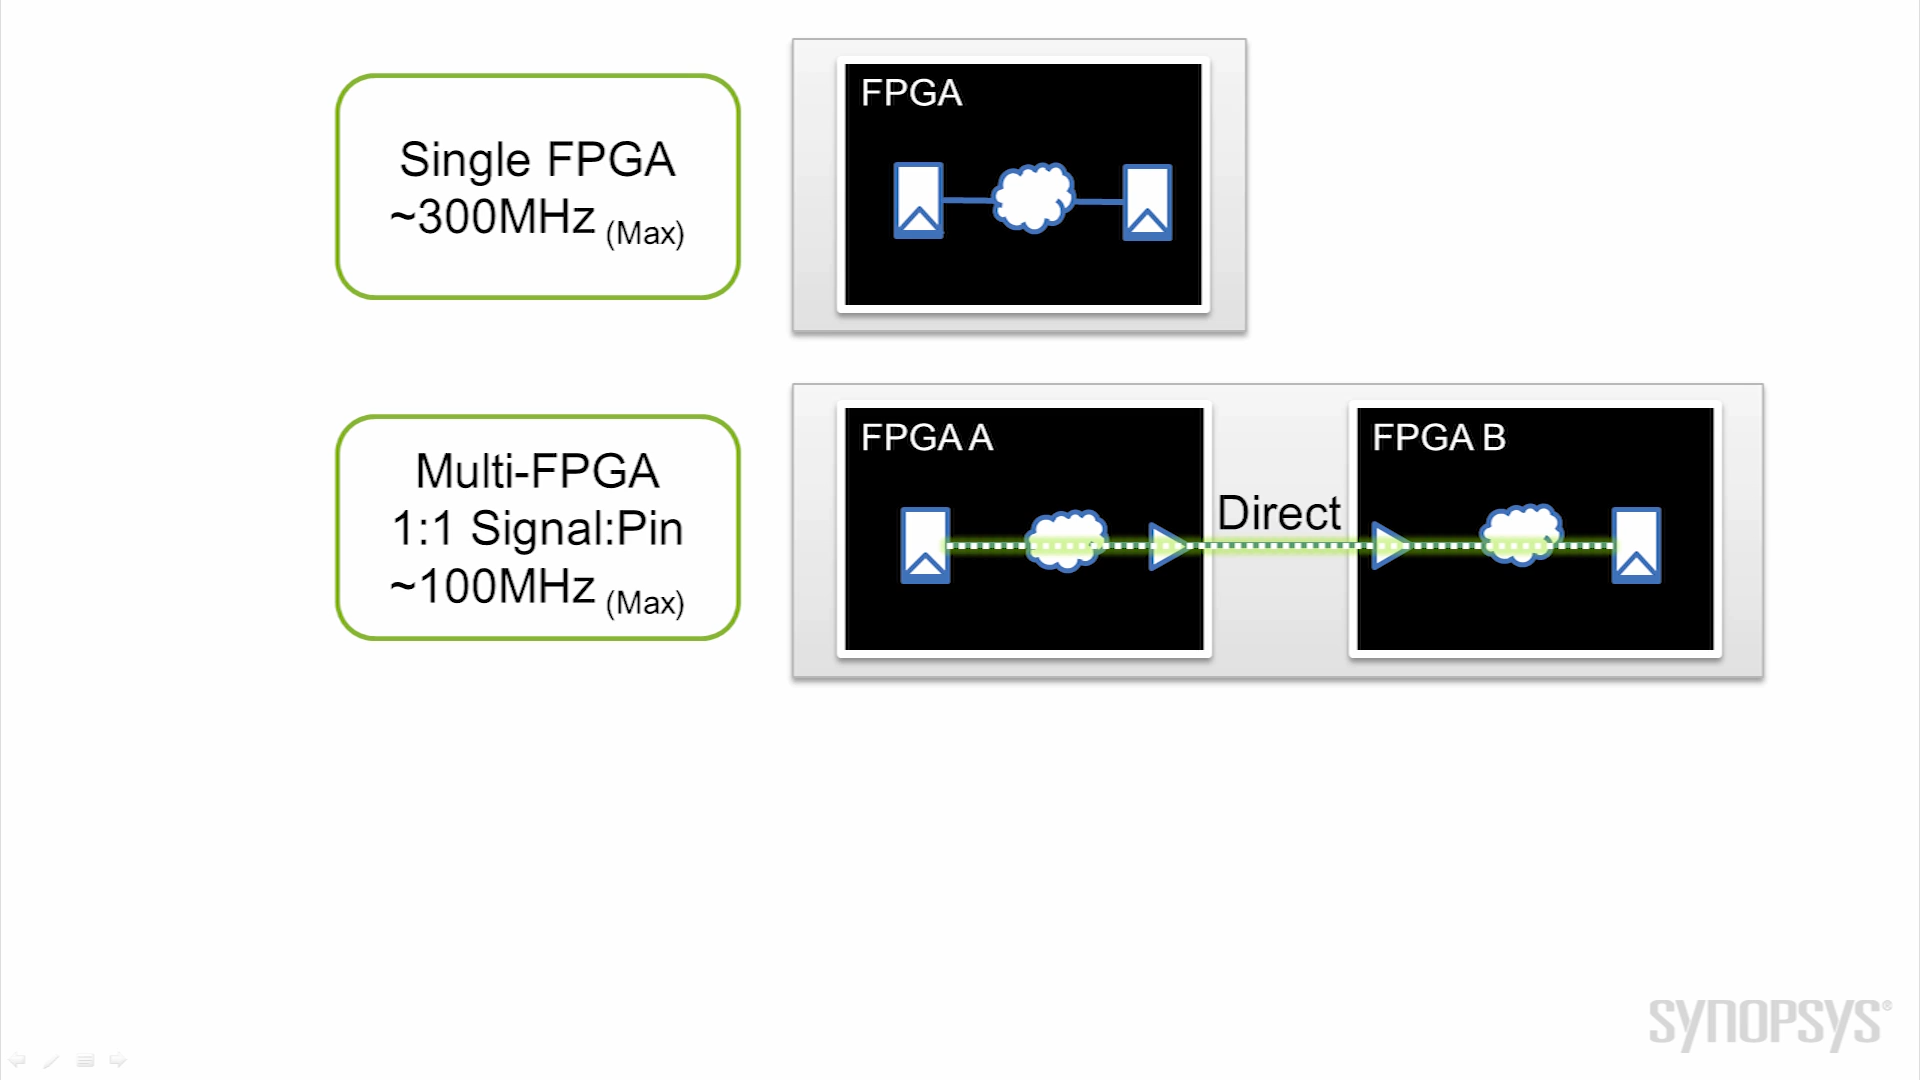 Single FPGA
~300MHz (Max)
FPGA
Multi-FPGA
1:1 Signal:Pin
~100MHz (Max)
FPGA A
Direct
FPGA B
SYNOPSYS®